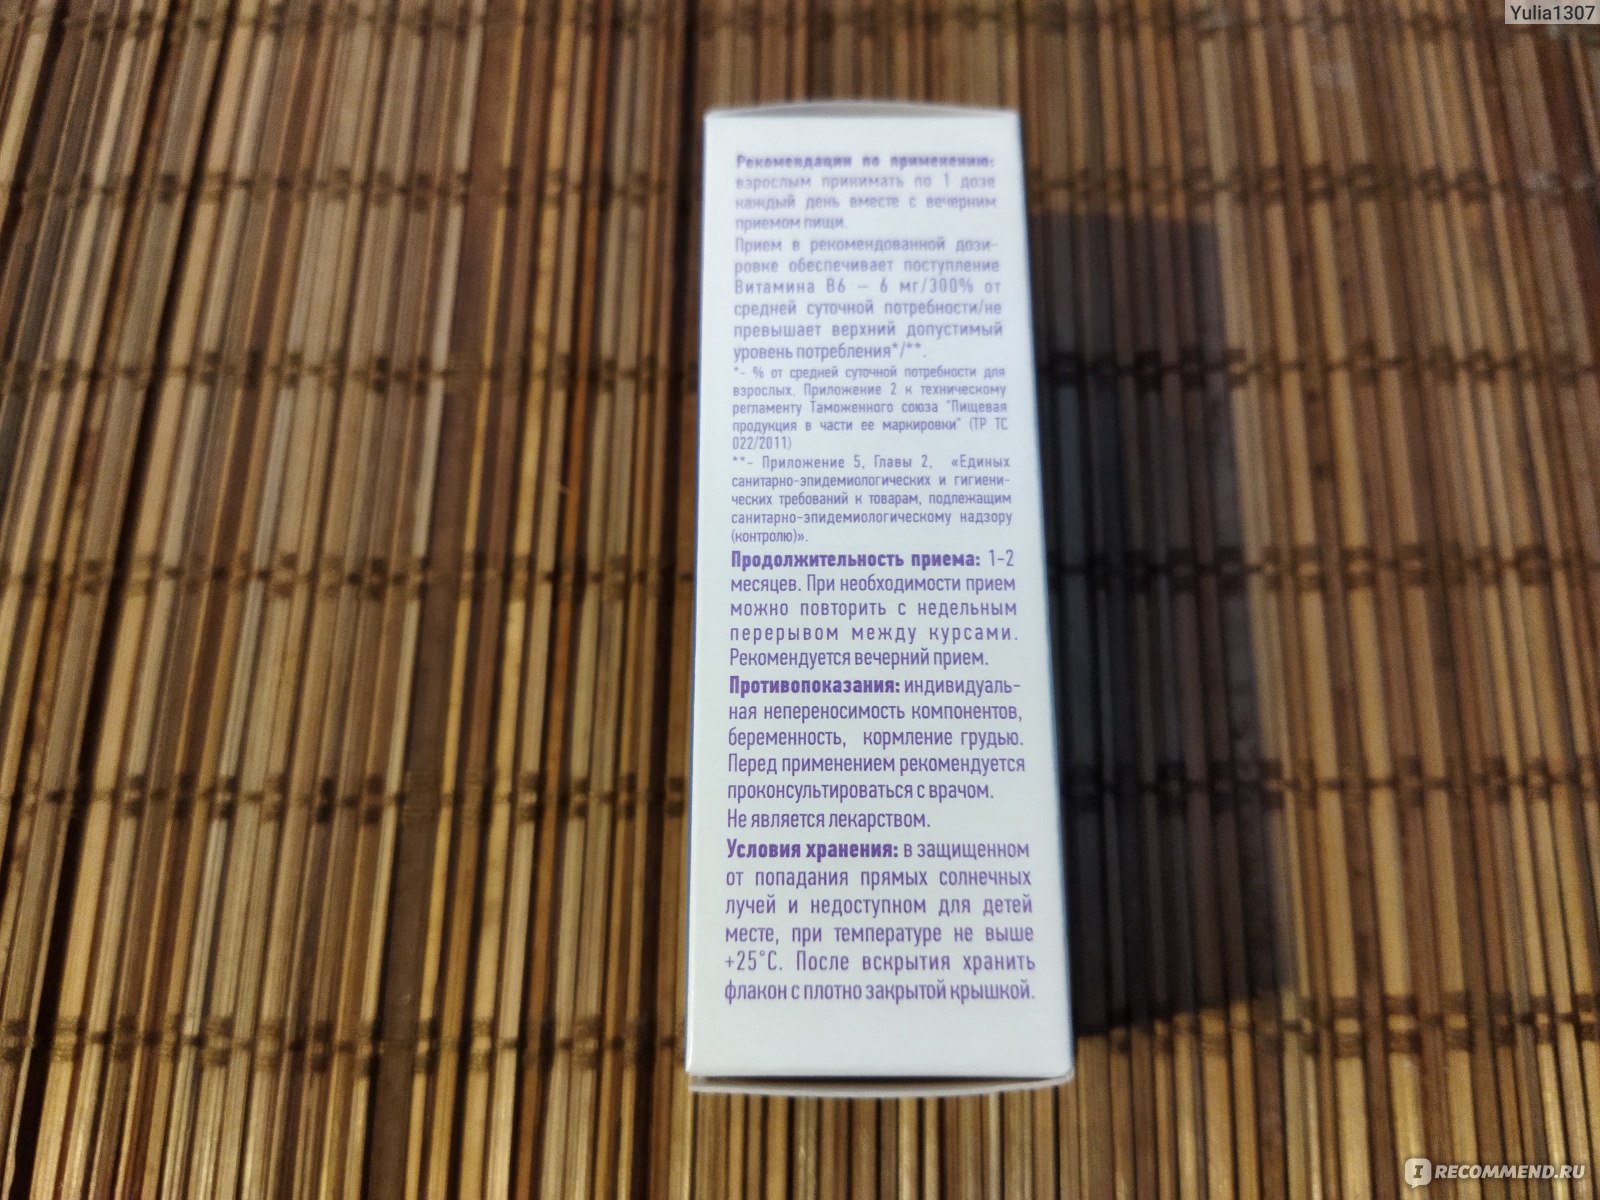 Yulia1307
Рекомендации по применению:
взрослым принимать по 1 дозе
каждый день вместе с вечерним
приемом пищи.
Прием в рекомендованной дози-
ровке обеспечивает поступление
Витамина В6 – 6 мг/300% от
средней суточной потребности/не
превышает верхний допустимый
уровень потребления*/**.
*- % от средней суточной потребности для
взрослых. Приложение 2 к техническому
регламенту Таможенного союза "Пищевая
продукция в части ее маркировки" (ТР ТС
022/2011)
**- Приложение 5, Главы 2, «Единых
санитарно-эпидемиологических и гигиени-
ческих требований к товарам, подлежащим
санитарно-эпидемиологическому надзору
(контролю)».
Продолжительность приема: 1-2
месяцев. При необходимости прием
можно повторить с недельным
перерывом между курсами.
Рекомендуется вечерний прием.
Противопоказания: индивидуаль-
ная непереносимость компонентов,
беременность, кормление грудью.
Перед применением рекомендуется
проконсультироваться с врачом.
Не является лекарством.
Условия хранения: в защищенном
от попадания прямых солнечных
лучей и недоступном для детей
месте, при температуре не выше
+25°С. После вскрытия хранить
флакон с плотно закрытой крышкой.
I RECOMMEND.RU